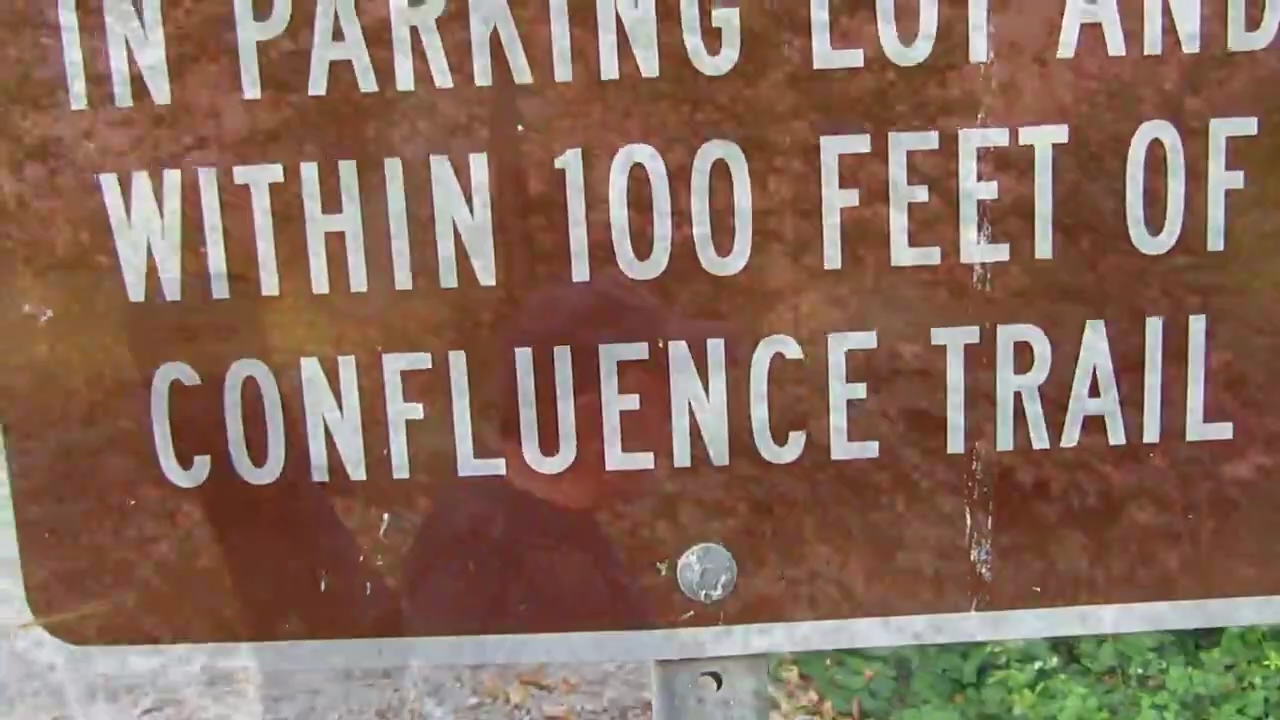 IN PARKING LOT AND
WITHIN 100 FEET OF
CONFLUENCE TRAIL